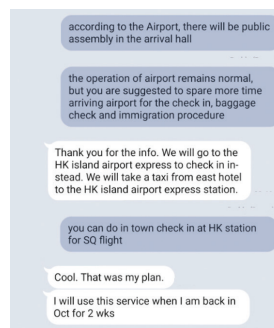 according to the Airport, there will be public
assembly in the arrival hall
the operation of airport remains normal,
but you are suggested to spare more time
arriving airport for the check in, baggage
check and immigration procedure
Thank you for the info. We will go to the
HK island airport express to check in in-
stead. We will take a taxi from east hotel
to the HK island airport express station.
you can do in town check in at HK station
for SQ flight
Cool. That was my plan.
I will use this service when I am back in
Oct for 2 wks